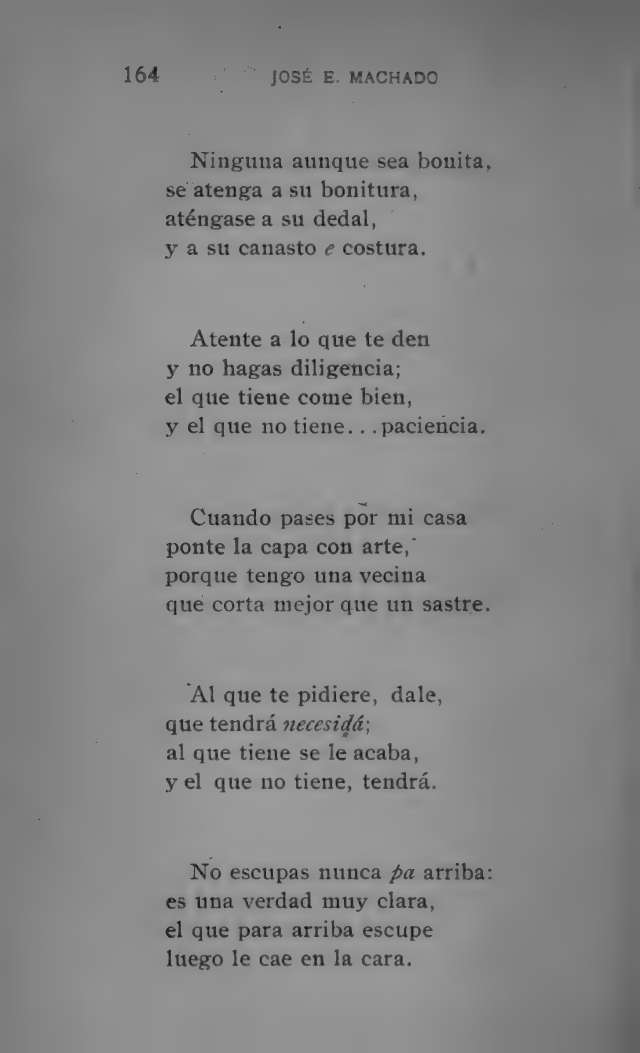 164 JOSÉ E. MACHADO
Ninguna aunque sea bonita,
se atenga a su bonitura,
aténgase a su dedal,
y a su canasto e costura.
Atente a lo que te den
y no hagas diligencia;
el que tiene come bien,
y el que no tiene...paciencia.
Cuando pases por mi casa
ponte la capa con arte,
porque tengo una vecina
que corta mejor que un sastre.
Al que te pidiere, dale,
que tendrá necesidá;
al que tiene se le acaba,
y el que no tiene, tendrá.
No escupas nunca pa arriba:
es una verdad muy clara,
el que para arriba escupe
luego le cae en la cara.